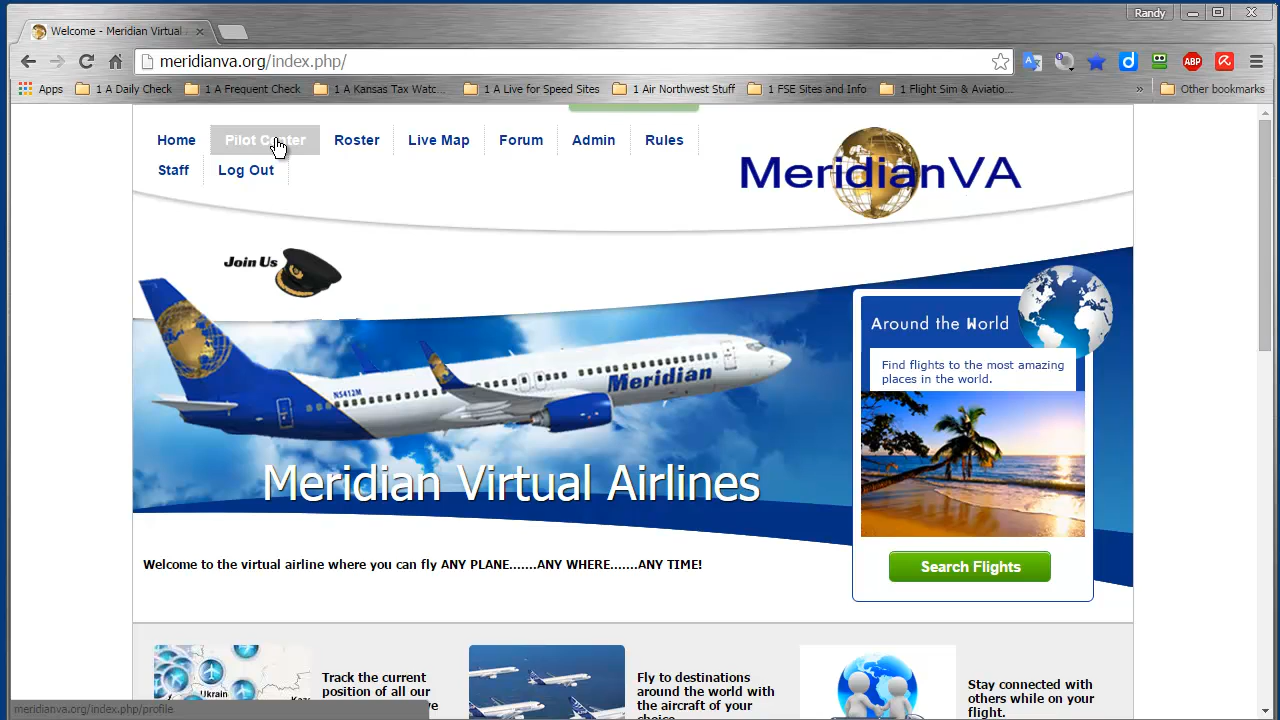 Randy
Welcome - Meridian Virtual
meridianva.org/index.php/
Apps 1 A Daily Check 1 A Frequent Check 1 A Kansas Tax Watc... 1 A Live for Speed Sites 1 Air Northwest Stuff 1 FSE Sites and Info 1 Flight Sim & Aviatio... » Other bookmarks
ABP
Home Pilot Center Roster Live Map Forum Admin Rules
Staff Log Out
MeridianVA
Join Us
Around the World
Find flights to the most amazing
places in the world.
Meridian
N5412M
Meridian Virtual Airlines
Welcome to the virtual airline where you can fly ANY PLANE.......ANY WHERE.......ANY TIME!
Search Flights
Ukrain
Track the current
position of all our
Fly to destinations
around the world with
the aircraft of your
choice
Stay connected with
others while on your
flight.
meridianva.org/index.php/profile